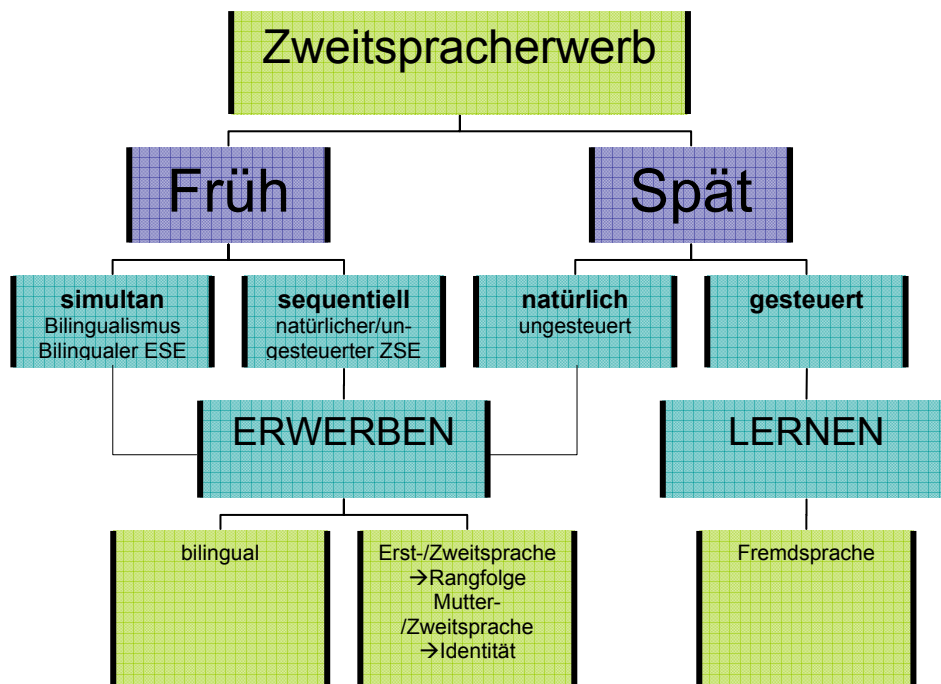 Zweitspracherwerb
Früh
Spät
simultan
Bilingualismus
Bilingualer ESE
sequentiell
natürlicher/un-
gesteuerter ZSE
natürlich
ungesteuert
gesteuert
ERWERBEN
LERNEN
bilingual
Erst-/Zweitsprache
→Rangfolge
Mutter-
/Zweitsprache
→Identität
Fremdsprache